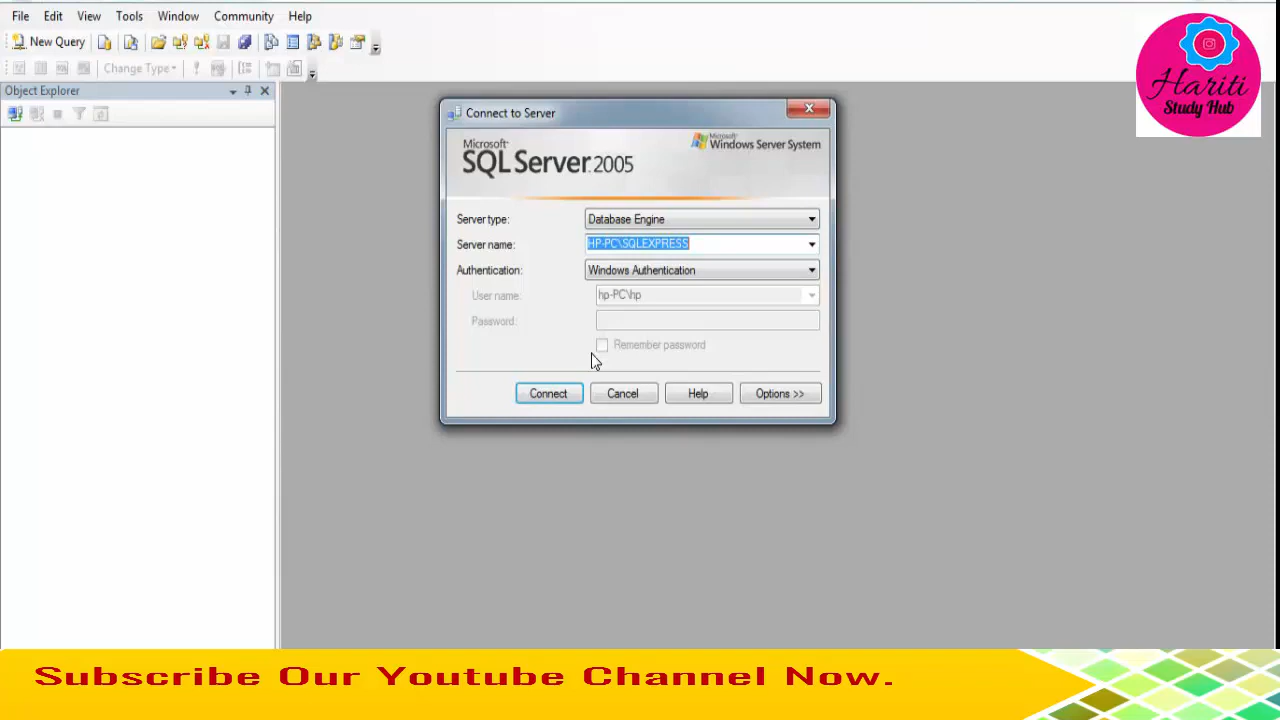 File Edit View Tools Window Community Help
Hariti
Study Hub
New Query
Change Type
Object Explorer
Connect to Server
Microsoft
SQL Server 2005
Microsoft
Windows Server System
Server type: Database Engine
Server name: HP-PC\SQLEXPRESS
Authentication: Windows Authentication
User name: hp-PC\hp
Password:
Remember password
Connect Cancel Help Options >>
Subscribe Our Youtube Channel Now.